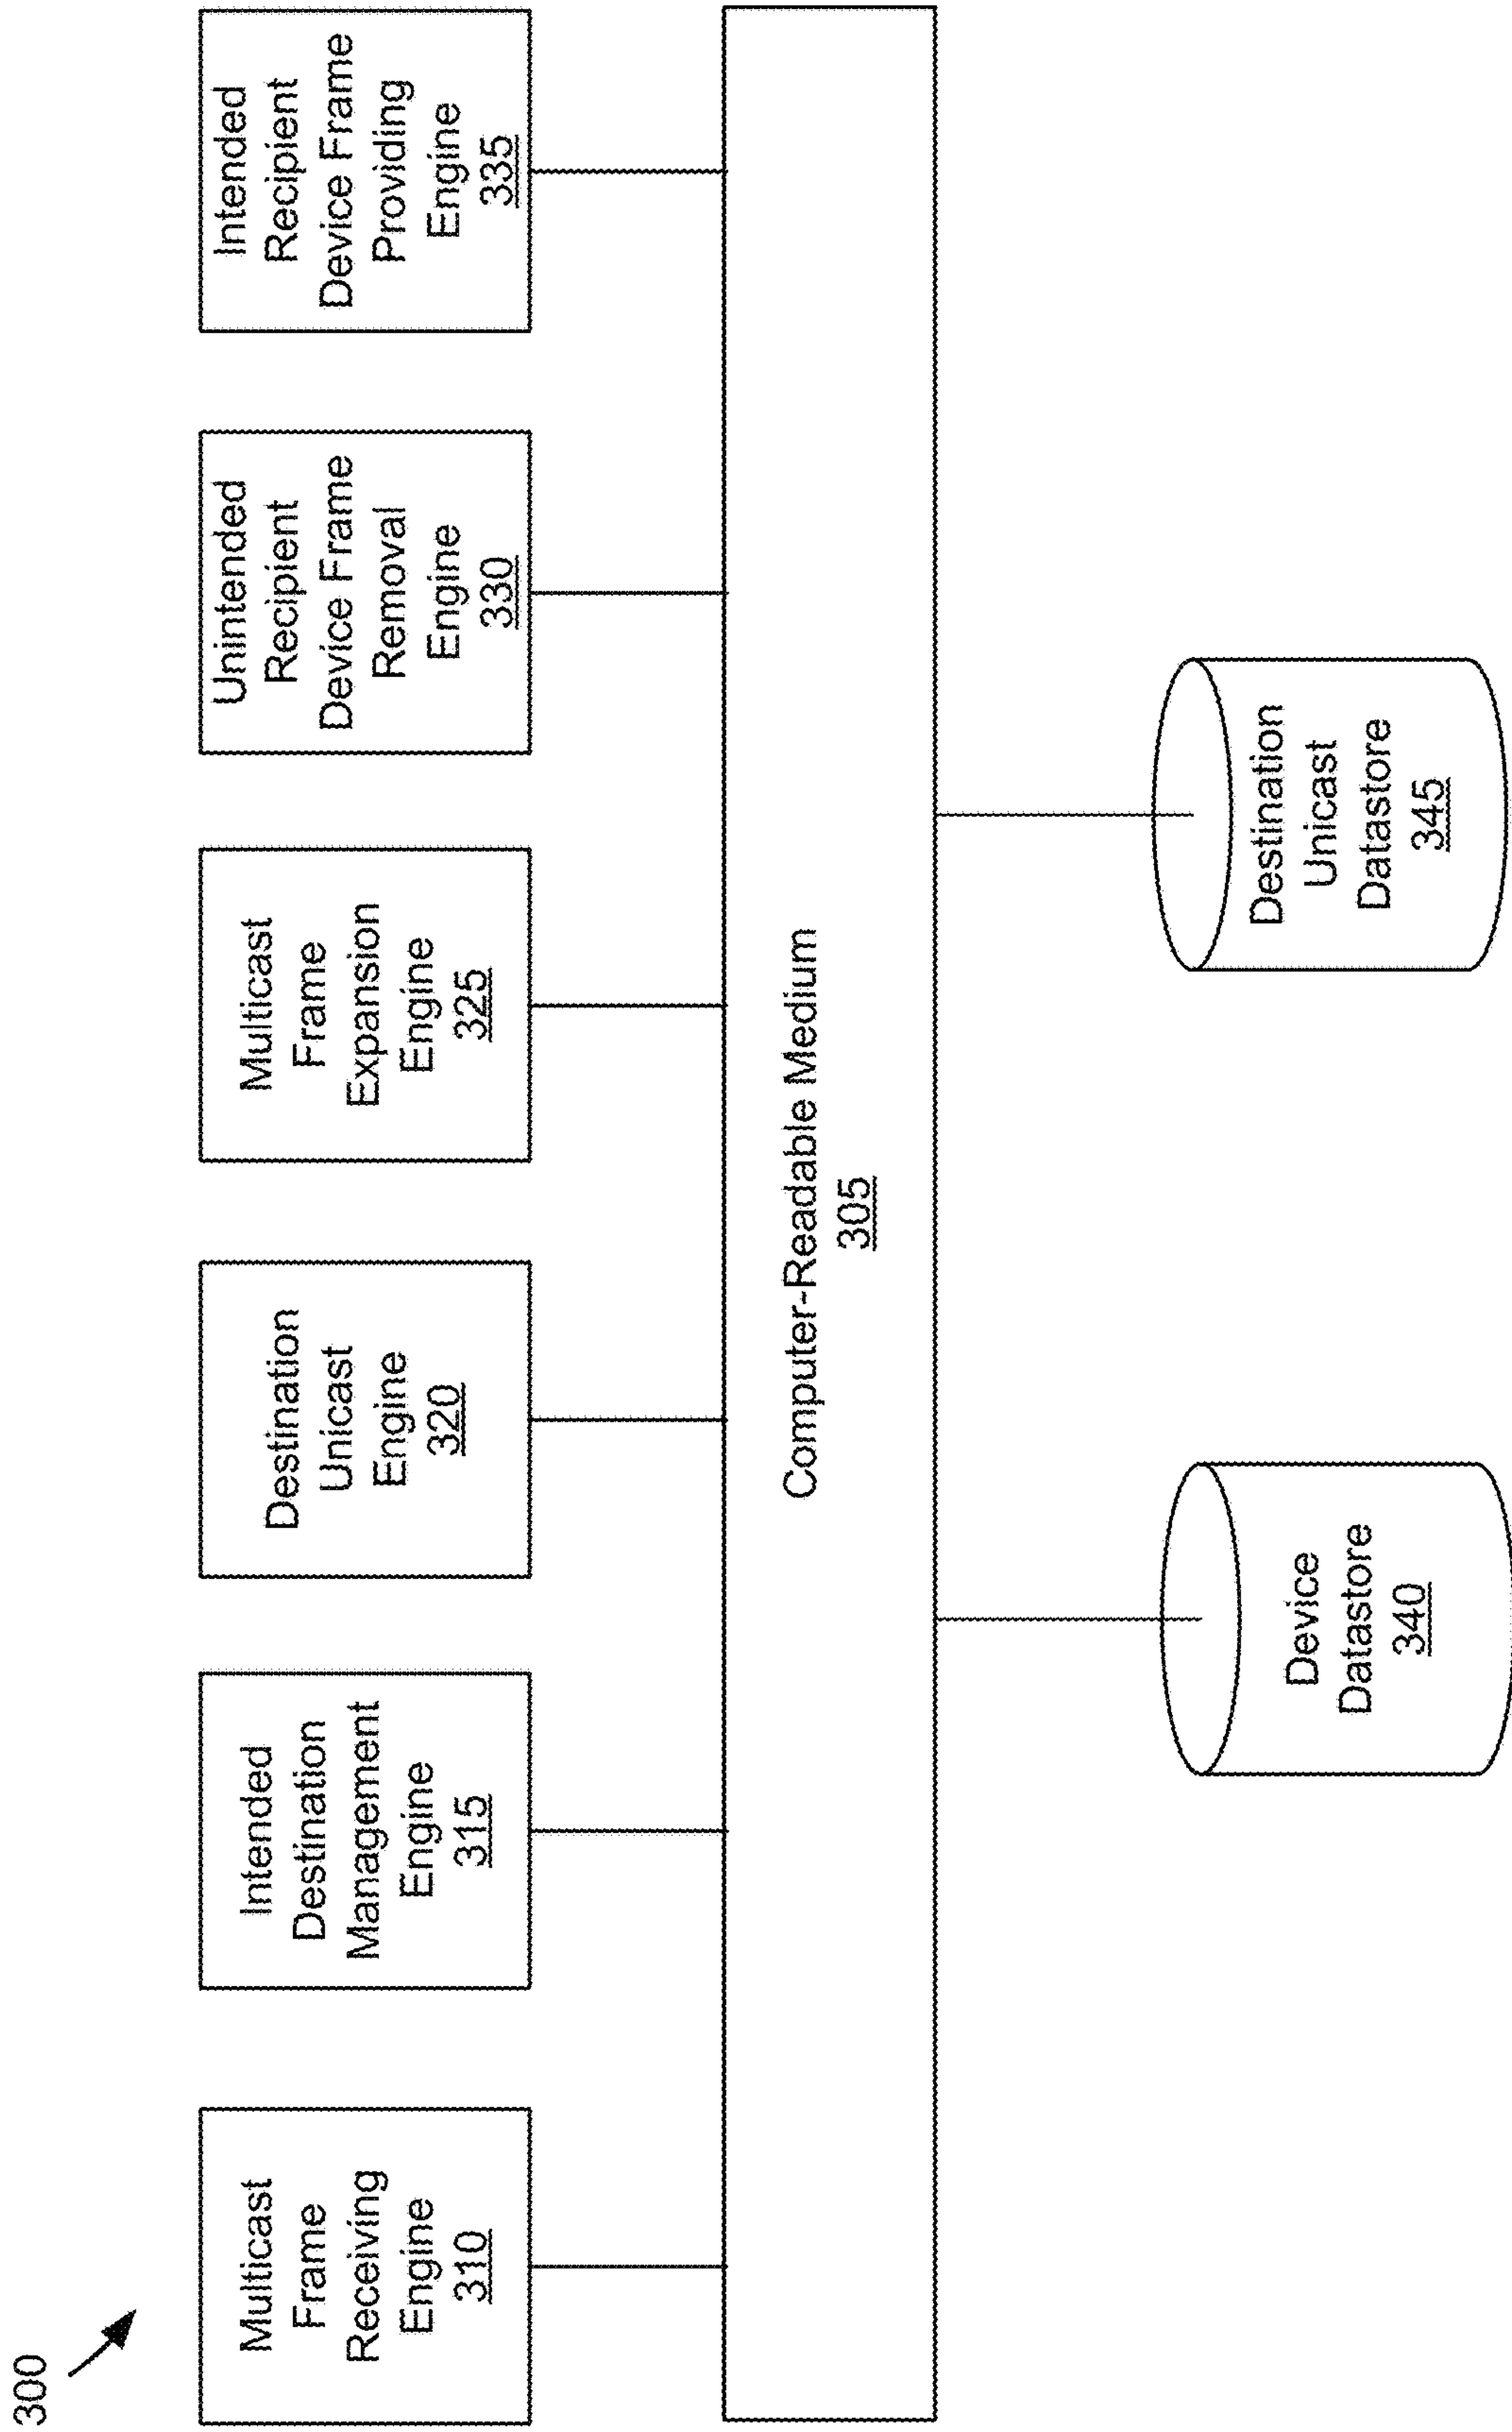 300
Multicast
Frame
Receiving
Engine
310
Intended
Destination
Management
Engine
315
Destination
Unicast
Engine
320
Multicast
Frame
Expansion
Engine
325
Unintended
Recipient
Device Frame
Removal
Engine
330
Intended
Recipient
Device Frame
Providing
Engine
335
Computer-Readable Medium
305
Device
Datastore
340
Destination
Unicast
Datastore
345